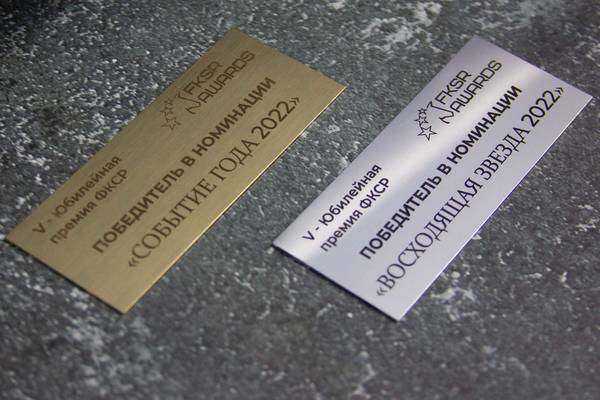 FKSR
AWARDS
V - Юбилейная
премия ФКСР
ПОБЕДИТЕЛЬ В НОМИНАЦИИ
«СОБЫТИЕ ГОДА 2022»
FKSR
AWARDS
V - Юбилейная
премия ФКСР
ПОБЕДИТЕЛЬ В НОМИНАЦИИ
«ВОСХОДЯЩАЯ ЗВЕЗДА 2022»